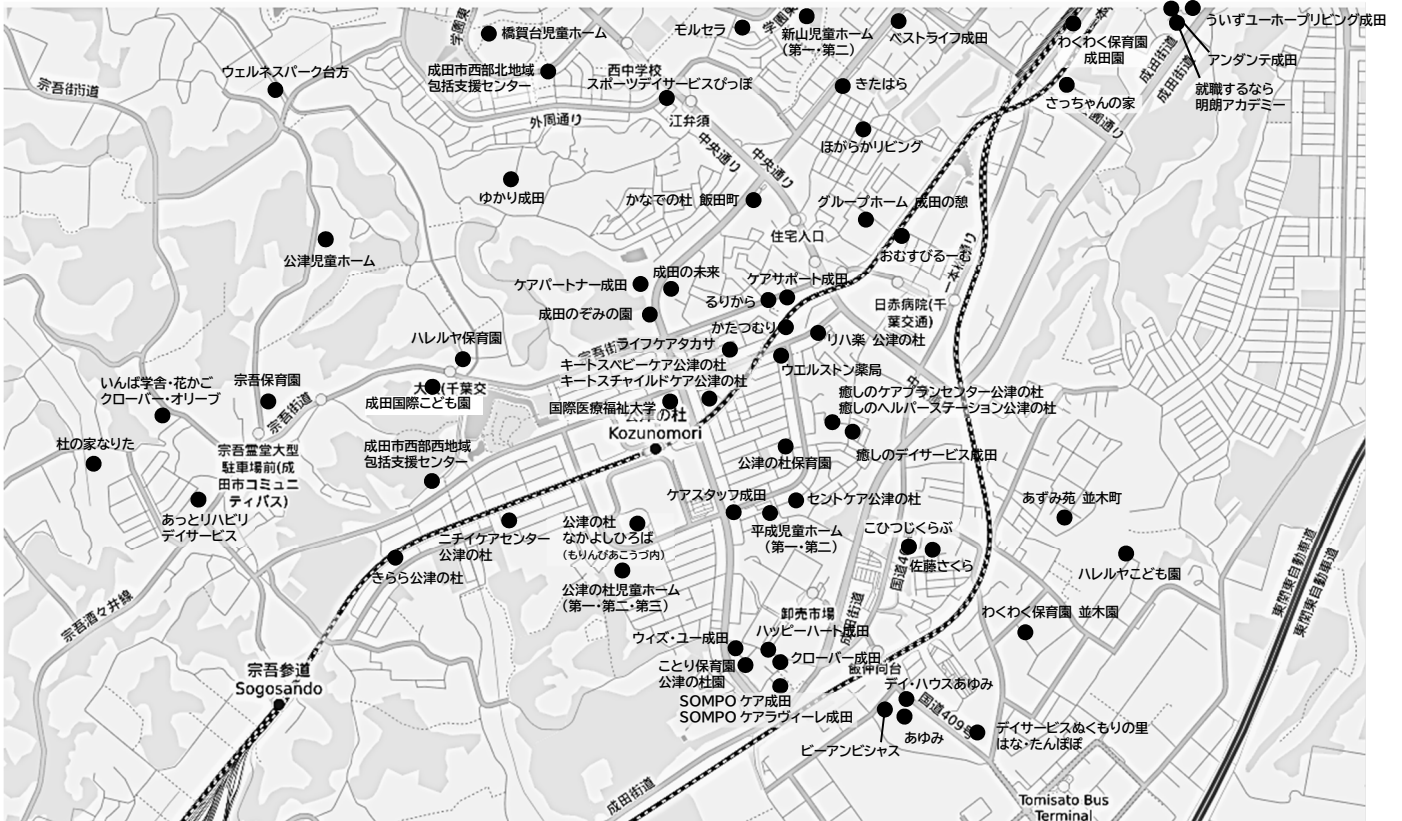 ういずユーホープリビング成田
学園東
橋賀台児童ホーム
モルセラ
学園東
新山児童ホーム
(第一・第二)
ベストライフ成田
わくわく保育園
成田園
成田街道
成田街道
アンダンテ成田
就職するなら
明朗アカデミー
ウェルネスパーク台方
宗吾街道
成田市西部北地域
包括支援センター
西中学校
スポーツデイサービスぴっぽ
きたはら
さっちゃんの家
外周通り
江弁須
中央通り
中央通り
ほがらかリビング
ゆかり成田
かなでの杜 飯田町
グループホーム 成田の憩
住宅入口
おむすびるーむ
公津児童ホーム
成田の未来
ケアパートナー成田
ケアサポート成田
るりから
日赤病院(千
葉交通)
成田のぞみの園
かたつむり
リハ楽 公津の杜
ハレルヤ保育園
宗吾街
ライフケアタカサ
ウエルストン薬局
キートスベビーケア公津の杜
キートスチャイルドケア公津の杜
いんば学舎・花かご
クローバー・オリーブ
宗吾保育園
宗吾街道
(千葉交
成田国際こども園
国際医療福祉大学
公津の杜
Kozunomori
癒しのケアプランセンター公津の杜
癒しのヘルパーステーション公津の杜
癒しのデイサービス成田
杜の家なりた
宗吾霊堂大型
駐車場前(成
田市コミュニ
ティバス)
成田市西部西地域
包括支援センター
公津の杜保育園
あっとリハビリ
デイサービス
ケアスタッフ成田
セントケア公津の杜
平成児童ホーム
(第一・第二)
あずみ苑 並木町
ニチイケアセンター
公津の杜
公津の杜
なかよしひろば
(もりんぴあこうづ内)
こひつじくらぶ
佐藤さくら
きらら公津の杜
公津の杜児童ホーム
(第一・第二・第三)
ハレルヤこども園
宗吾酒々井線
卸売市場
成田街道
わくわく保育園 並木園
東関東自動車道
東関東自動車道
宗吾参道
Sogosando
ウィズ・ユー成田
ハッピーハート成田
ことり保育園
公津の杜園
クローバー成田
飯仲向台
SOMPO ケア成田
SOMPO ケアラヴィーレ成田
デイ・ハウスあゆみ
国道409号
あゆみ
ビーアンビシャス
デイサービスぬくもりの里
はな・たんぽぽ
成田街道
Tomisato Bus
Terminal